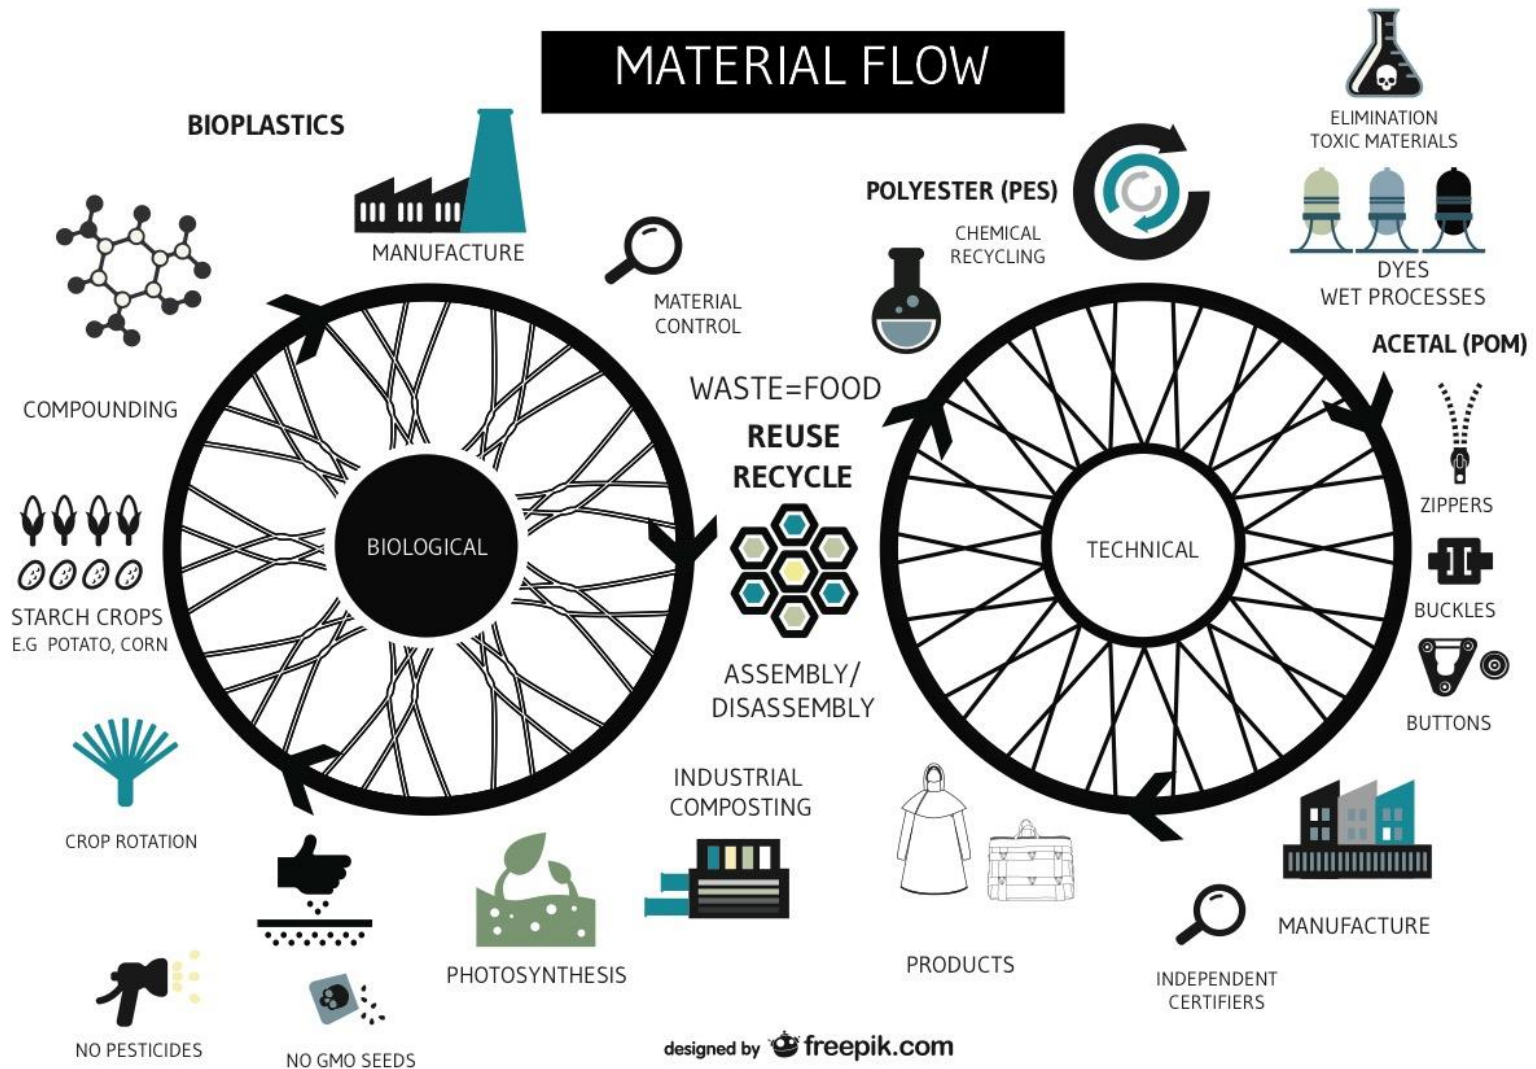 MATERIAL FLOW
BIOPLASTICS
MANUFACTURE
MATERIAL
CONTROL
COMPOUNDING
STARCH CROPS
E.G POTATO, CORN
BIOLOGICAL
CROP ROTATION
NO PESTICIDES
NO GMO SEEDS
PHOTOSYNTHESIS
INDUSTRIAL
COMPOSTING
WASTE=FOOD
REUSE
RECYCLE
ASSEMBLY/
DISASSEMBLY
POLYESTER (PES)
CHEMICAL
RECYCLING
ELIMINATION
TOXIC MATERIALS
DYES
WET PROCESSES
ACETAL (POM)
ZIPPERS
BUCKLES
BUTTONS
TECHNICAL
MANUFACTURE
INDEPENDENT
CERTIFIERS
PRODUCTS
designed by freepik.com